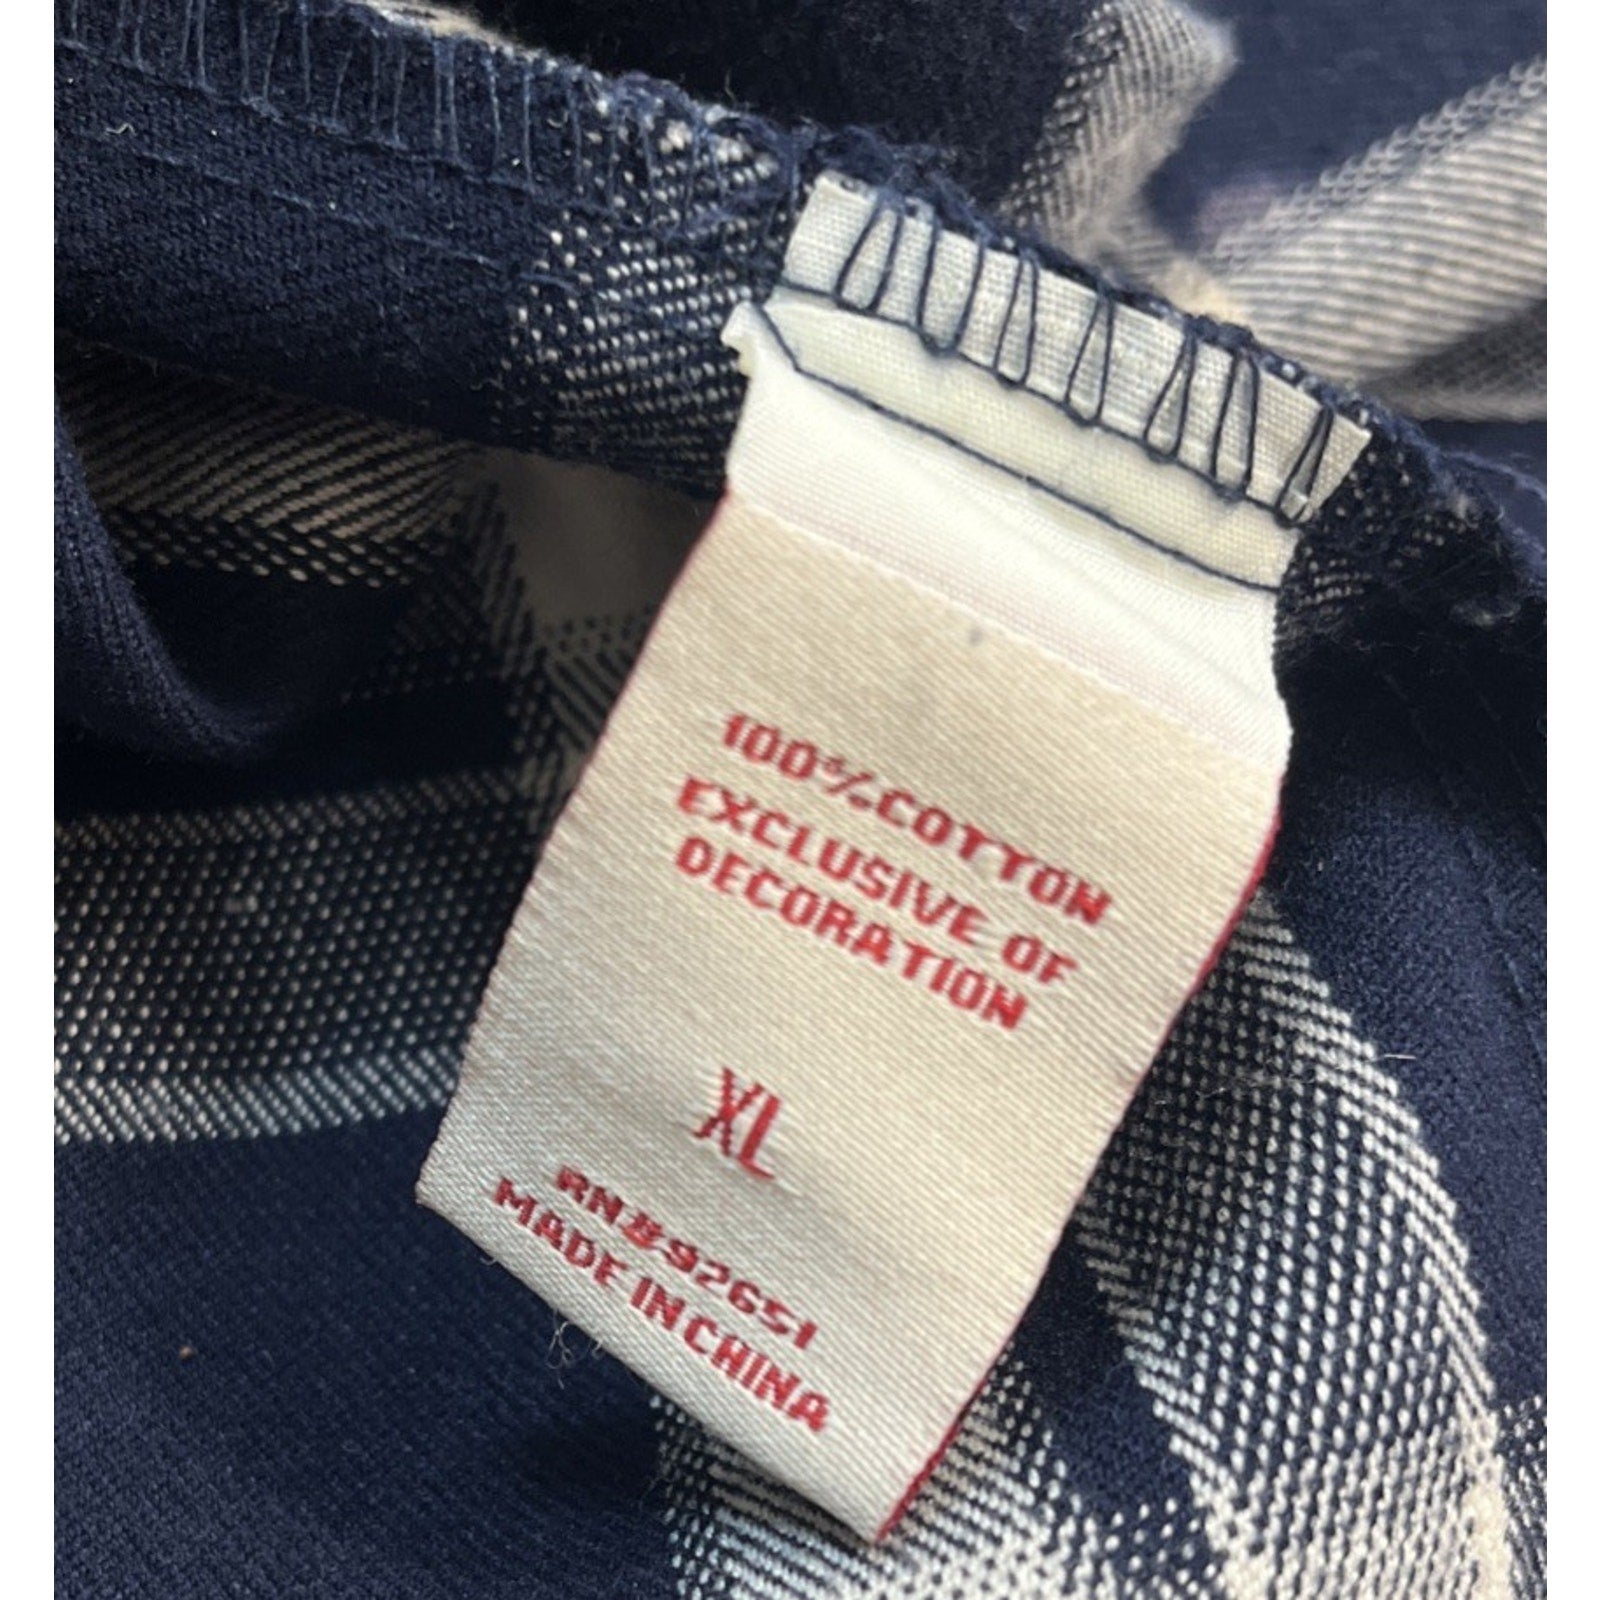 100%COTTON
EXCLUSIVE OF
DECORATION
XL
RN#92651
MADE IN CHINA